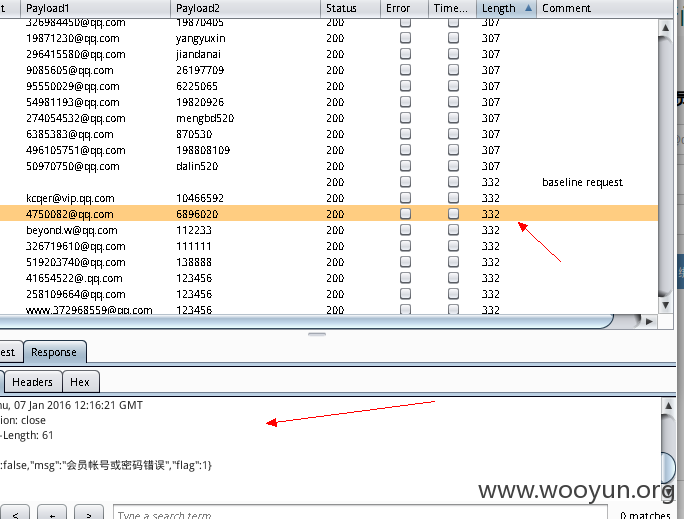 t Payload1 Payload2 Status Error Time... Length Comment
326984450@qq.com 19870405 200 307
19871230@qq.com yangyuxin 200 307
296415580@qq.com jiandanai 200 307
9085605@qq.com 26197709 200 307
95550029@qq.com 6225065 200 307
54981193@qq.com 19820926 200 307
274054532@qq.com mengbd520 200 307
6385383@qq.com 870530 200 307
496105751@qq.com 198808109 200 307
50970750@qq.com dalin520 200 307
200 332 baseline request
kcqer@vip.qq.com 10466592 200 332
4750082@qq.com 6896020 200 332
beyond.w@qq.com 112233 200 332
326719610@qq.com 111111 200 332
519203740@qq.com 138888 200 332
41654522@.qq.com 123456 200 332
258109664@qq.com 123456 200 332
www.372968559@qq.com 123456 200 332
est Response
Headers Hex
u, 07 Jan 2016 12:16:21 GMT
ion: close
-Length: 61
:false,"msg":"会员帐号或密码错误","flag":1}
www.wooyun.org
< + > Type a search term 0 matches